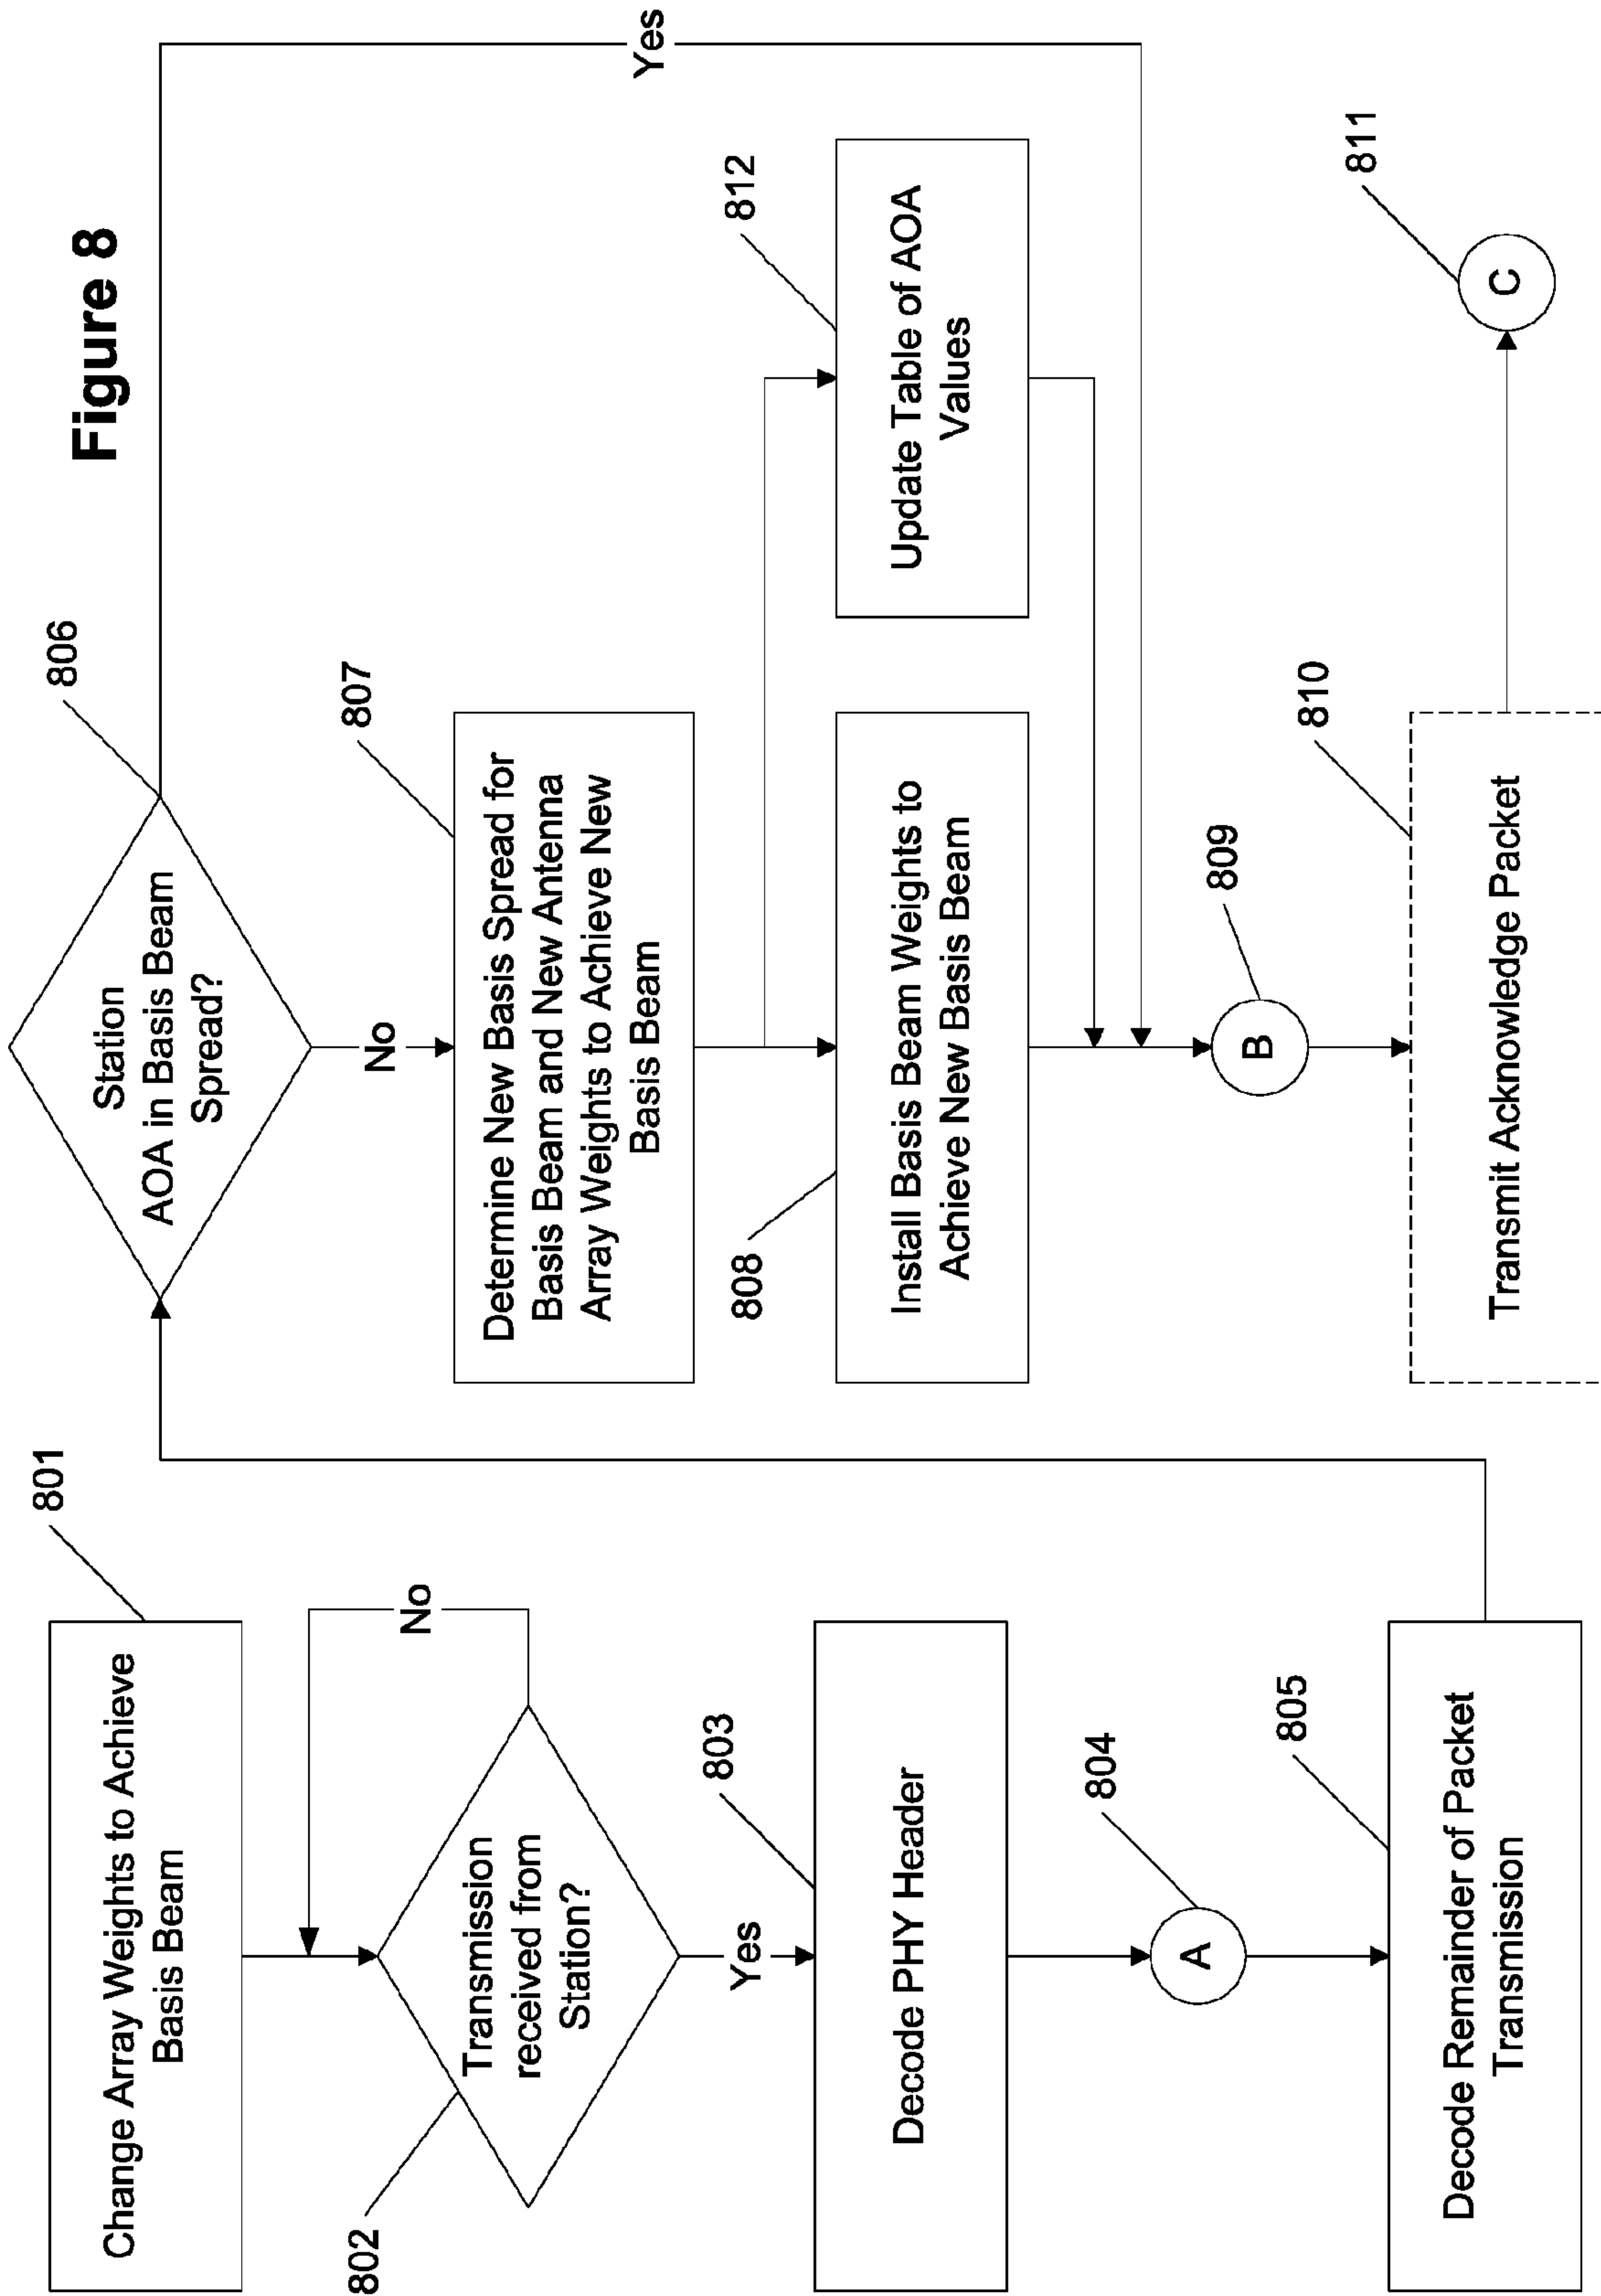 Figure 8
801
Change Array Weights to Achieve
Basis Beam
No
802
Transmission
received from
Station?
Yes
803
Decode PHY Header
804
A
805
Decode Remainder of Packet
Transmission
806
Station
AOA in Basis Beam
Spread?
Yes
No
807
Determine New Basis Spread for
Basis Beam and New Antenna
Array Weights to Achieve New
Basis Beam
808
Install Basis Beam Weights to
Achieve New Basis Beam
812
Update Table of AOA
Values
809
B
810
Transmit Acknowledge Packet
811
C